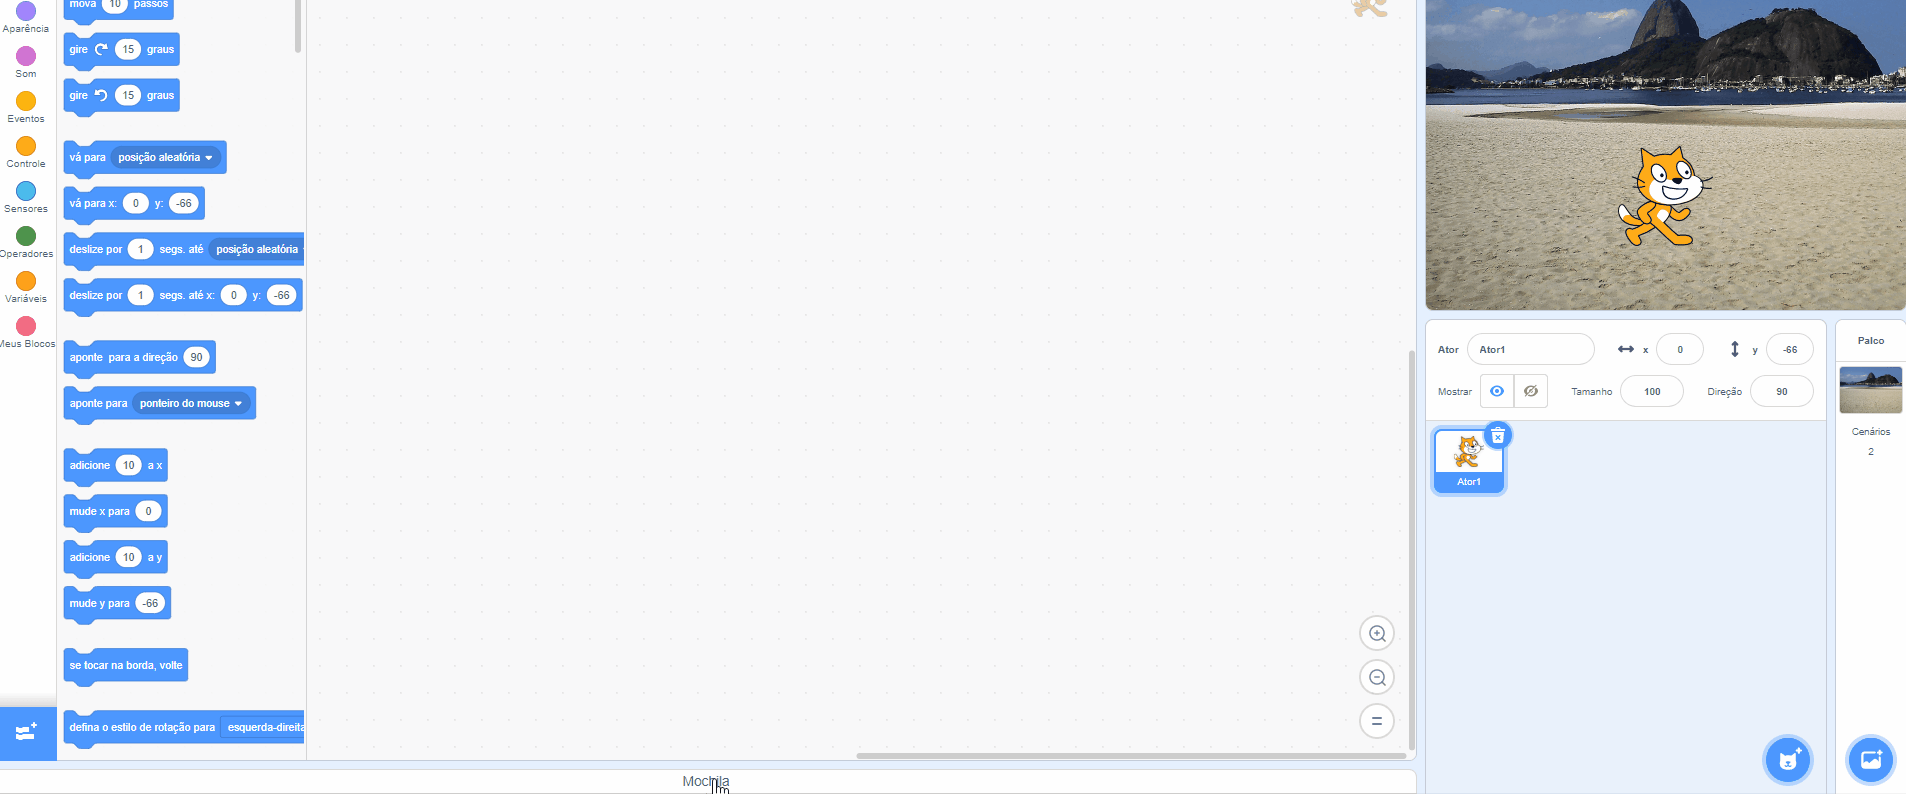 mova 10 passos
Aparência
gire 15 graus
Som
gire 15 graus
Eventos
Controle
vá para posição aleatória
Sensores
vá para x: 0 y: -66
Operadores
deslize por 1 segs. até posição aleatória
Variáveis
deslize por 1 segs. até x: 0 y: -66
Meus Blocos
aponte para a direção 90
aponte para ponteiro do mouse
adicione 10 a x
mude x para 0
adicione 10 a y
mude y para -66
se tocar na borda, volte
defina o estilo de rotação para esquerda-direita
Mochila
Ator Ator1 x 0 y -66
Mostrar Tamanho 100 Direção 90
Ator1
Palco
Cenários
2